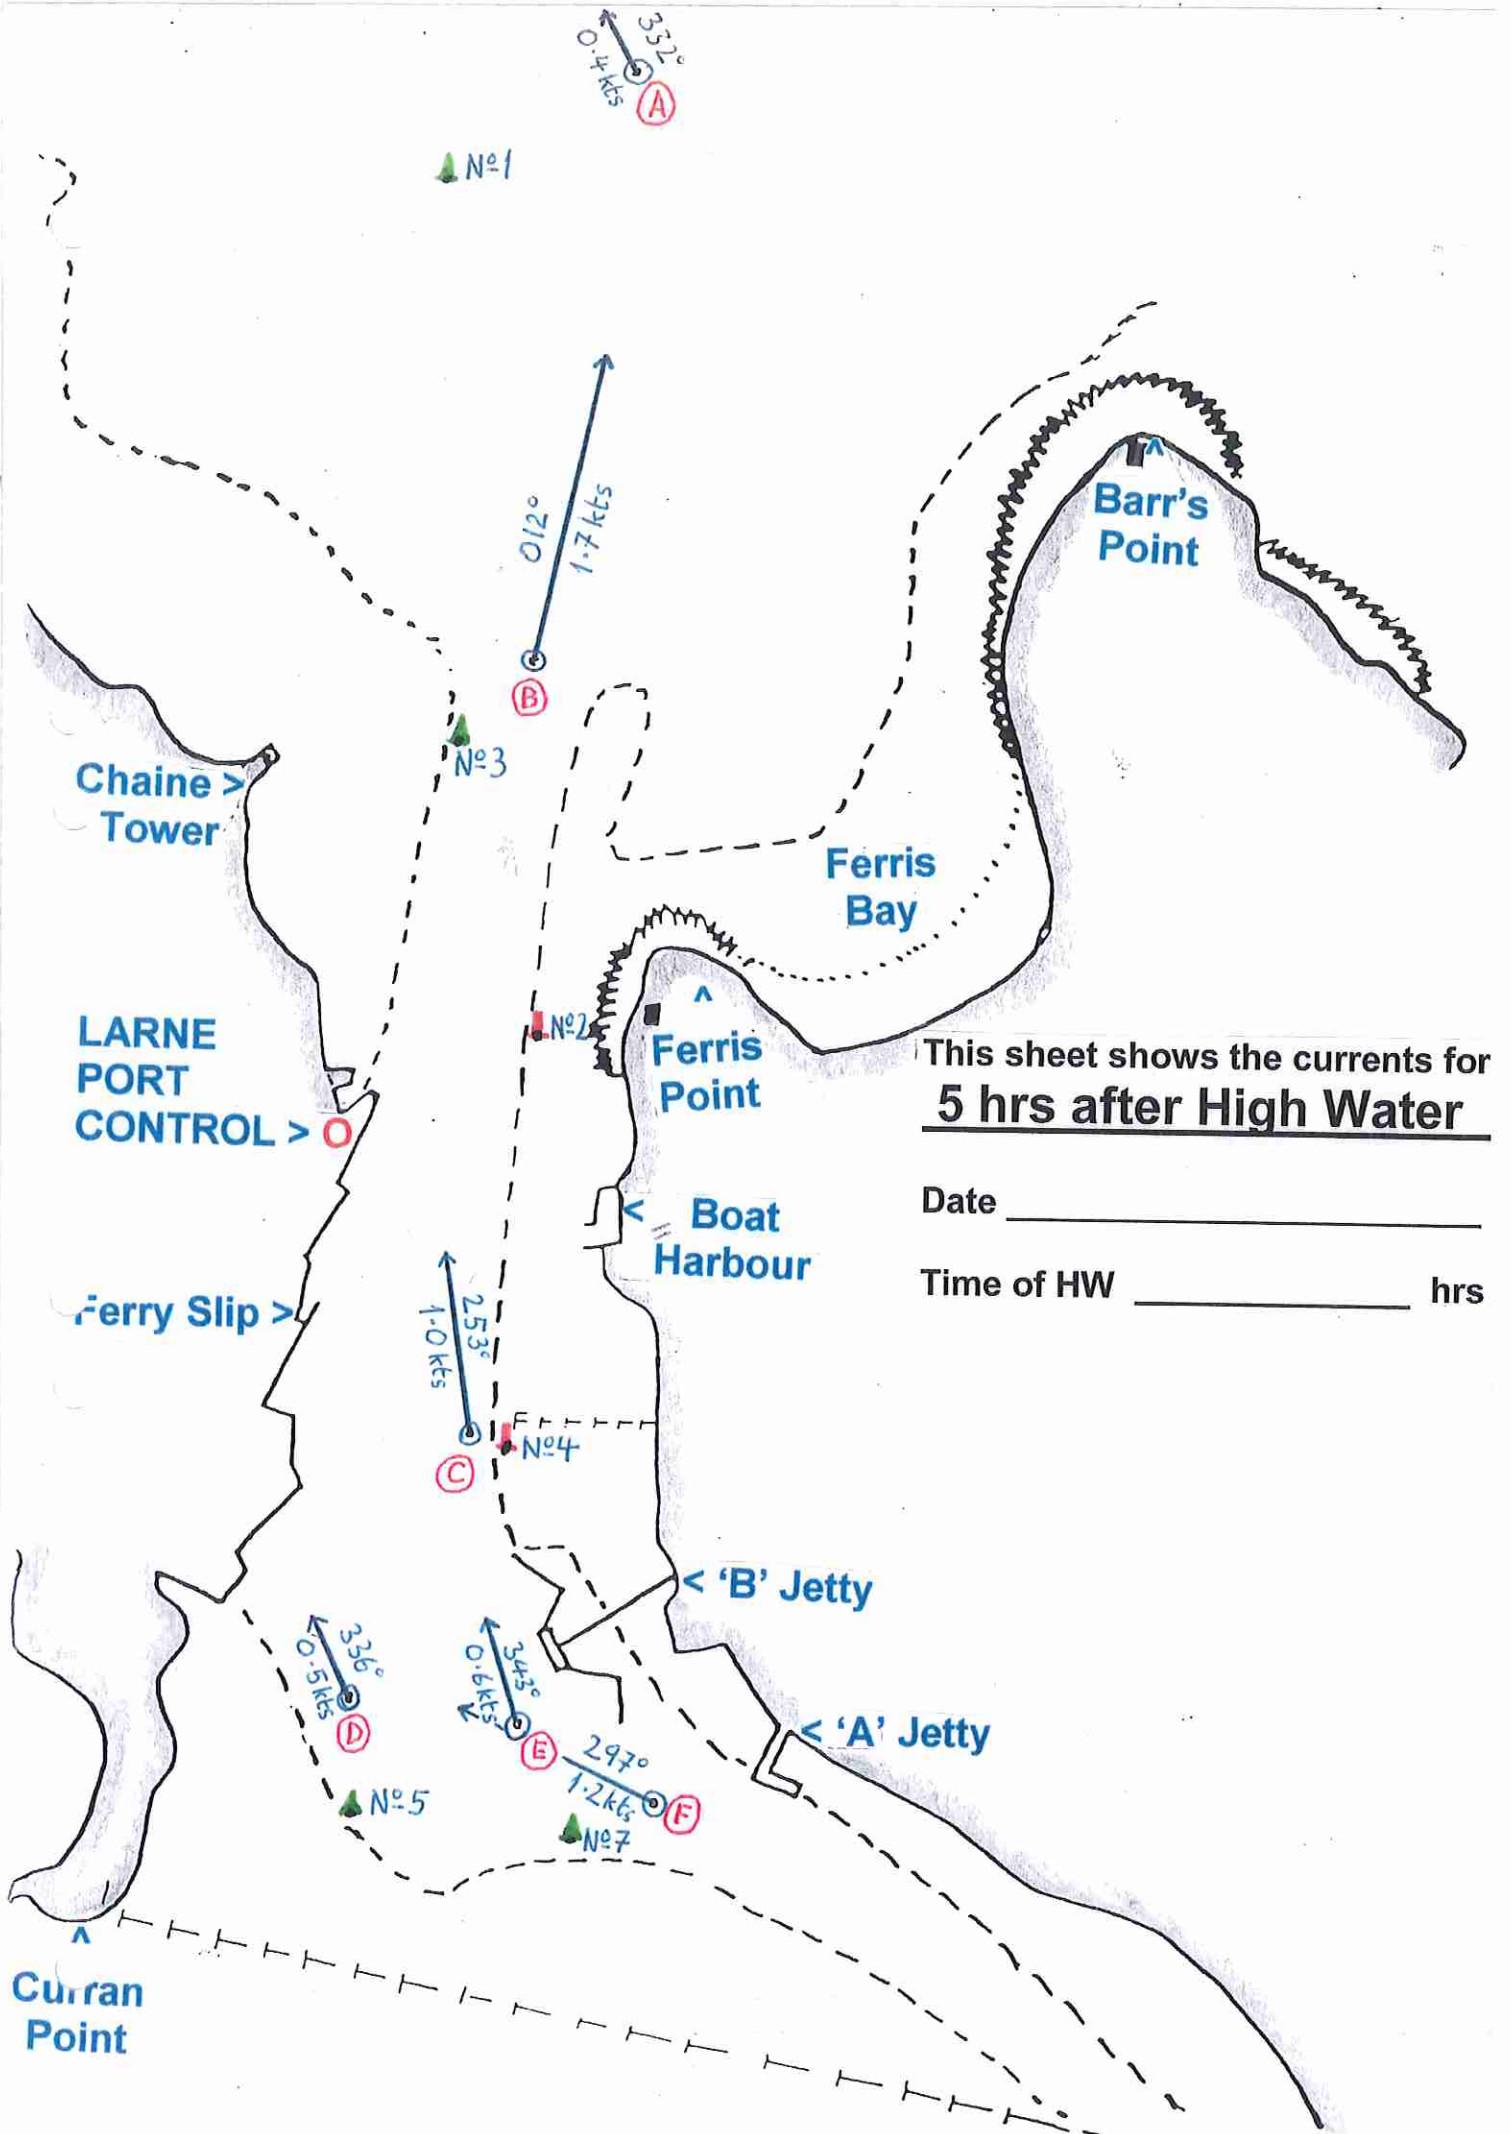 332°
0.4 kts
A
Nº1
012°
1.7 kts
B
Barr's
Point
Nº3
Chaine >
Tower
Ferris
Bay
^
LARNE
PORT
CONTROL > O
Nº2
Ferris
Point
This sheet shows the currents for
5 hrs after High Water
Date
< Boat
Harbour
Time of HW hrs
Ferry Slip >
253°
1.0 kts
C
Nº4
< 'B' Jetty
336°
0.5 kts
D
343°
0.6 kts
E
< 'A' Jetty
297°
1.2 kts
F
Nº5
Nº7
^
Curran
Point